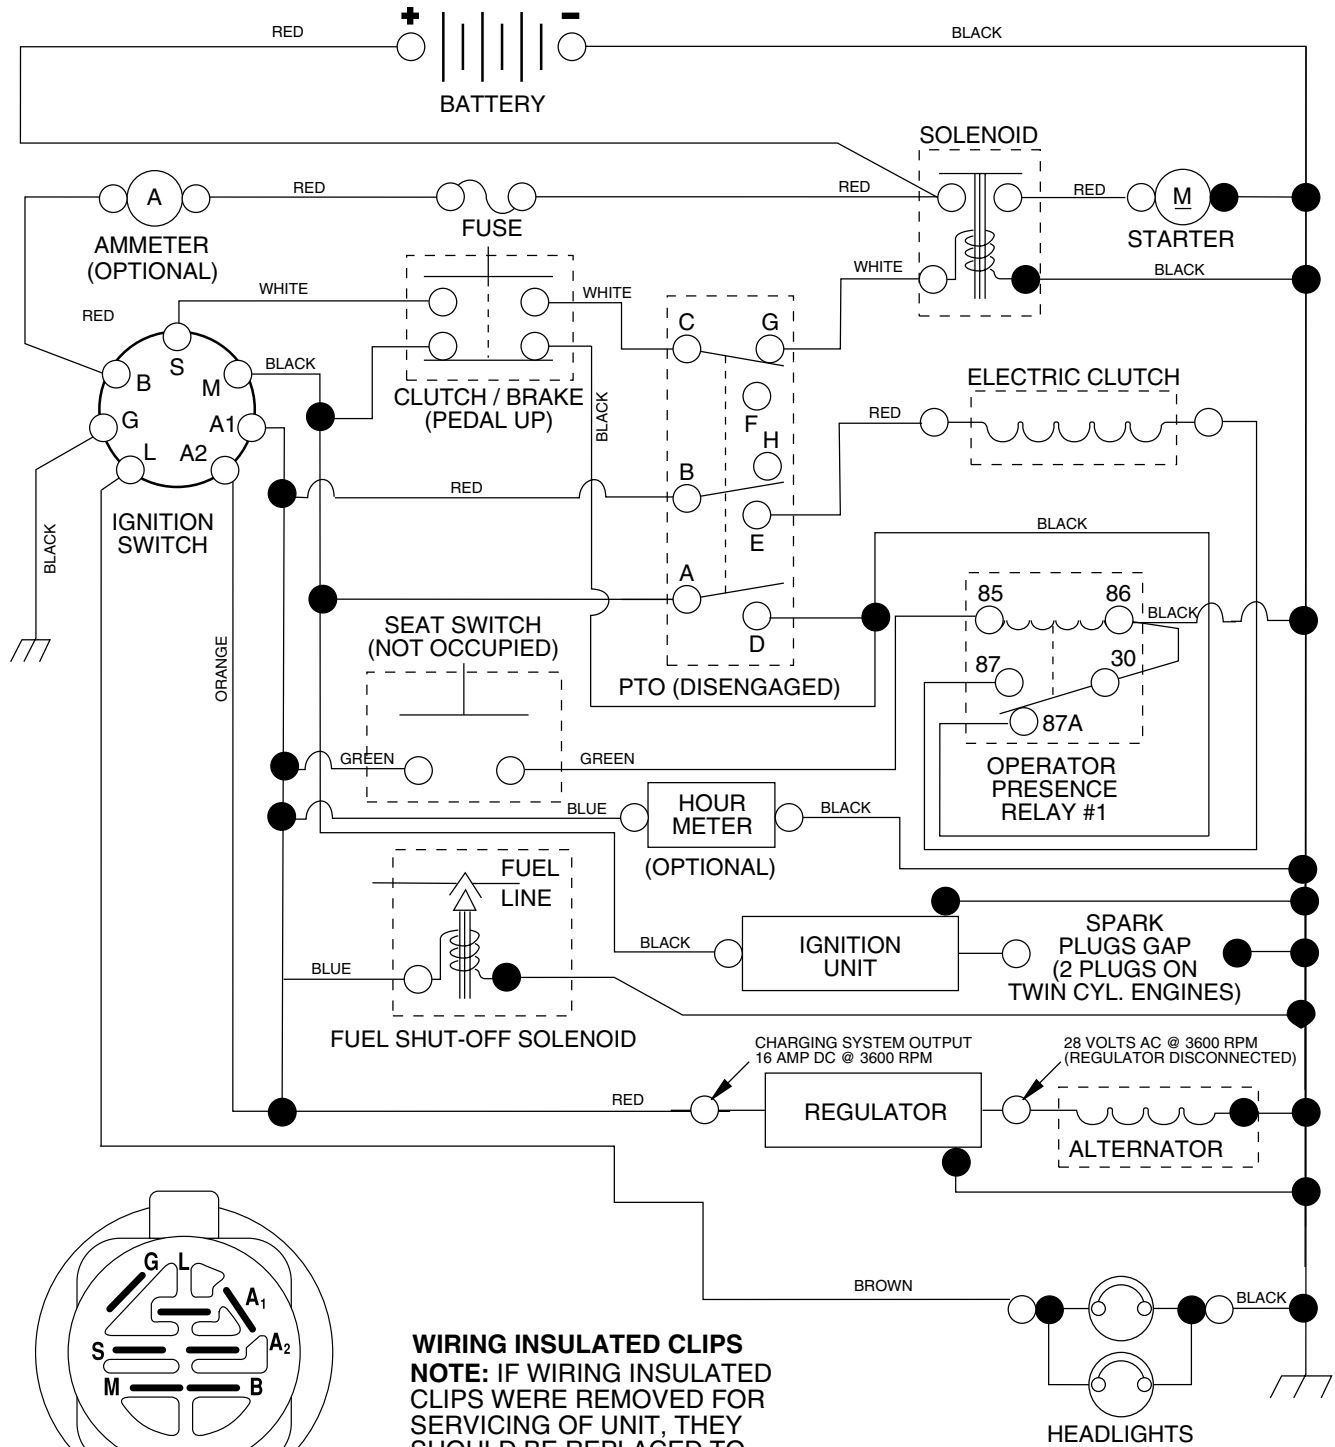 +
–
RED
BLACK
BATTERY
SOLENOID
A
RED
RED
RED
M
FUSE
AMMETER
(OPTIONAL)
STARTER
WHITE
WHITE
WHITE
BLACK
RED
C
G
S
B
M
BLACK
CLUTCH / BRAKE
(PEDAL UP)
ELECTRIC CLUTCH
F
G
A1
BLACK
RED
H
L
A2
B
RED
IGNITION
SWITCH
BLACK
E
BLACK
A
85
86
BLACK
SEAT SWITCH
(NOT OCCUPIED)
D
ORANGE
87
30
PTO (DISENGAGED)
87A
GREEN
GREEN
OPERATOR
PRESENCE
RELAY #1
BLUE
HOUR
METER
BLACK
(OPTIONAL)
FUEL
LINE
SPARK
PLUGS GAP
(2 PLUGS ON
TWIN CYL. ENGINES)
BLACK
IGNITION
UNIT
BLUE
FUEL SHUT-OFF SOLENOID
CHARGING SYSTEM OUTPUT
16 AMP DC @ 3600 RPM
28 VOLTS AC @ 3600 RPM
(REGULATOR DISCONNECTED)
RED
REGULATOR
ALTERNATOR
G
L
A1
A2
S
M
B
BROWN
BLACK
HEADLIGHTS
WIRING INSULATED CLIPS
NOTE: IF WIRING INSULATED
CLIPS WERE REMOVED FOR
SERVICING OF UNIT, THEY
SHOULD BE REPLACED TO